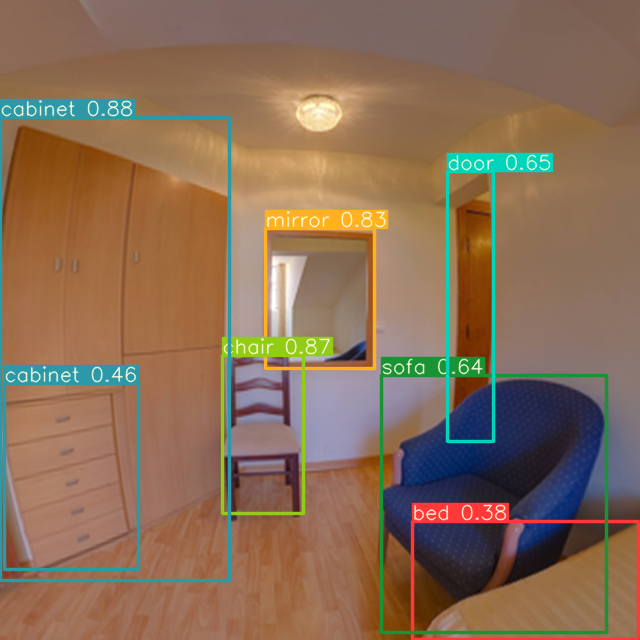 cabinet 0.88
door 0.65
mirror 0.83
chair 0.87
sofa 0.64
cabinet 0.46
bed 0.38